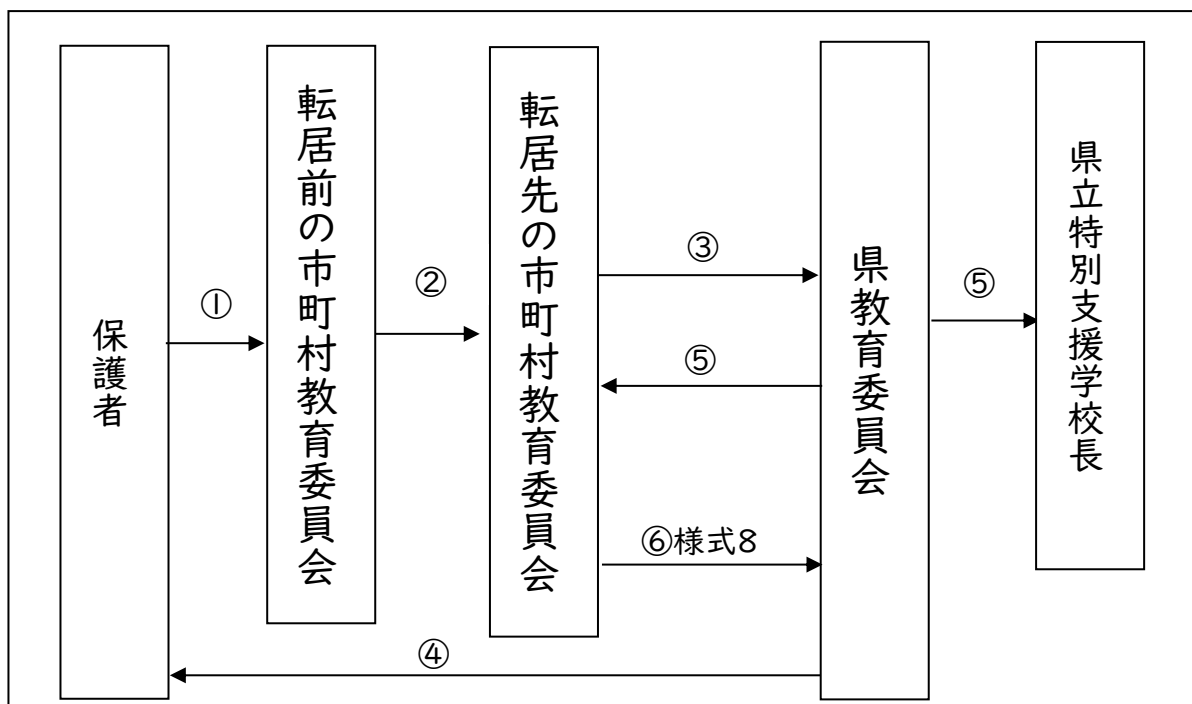 保護者
①
転居前の市町村教育委員会
②
転居先の市町村教育委員会
③
⑤
⑥様式8
④
県教育委員会
⑤
県立特別支援学校長